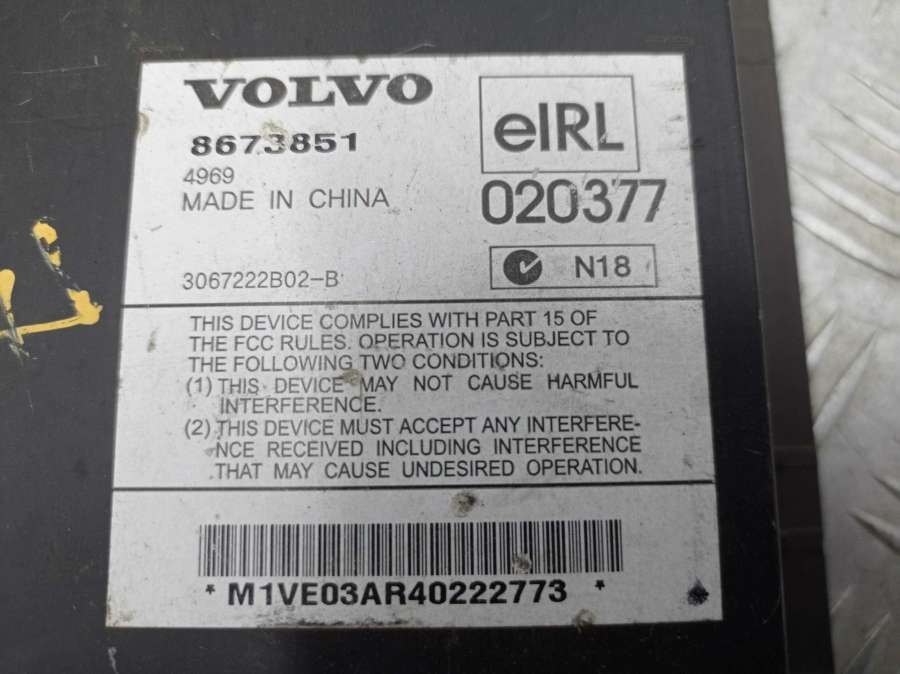 VOLVO
8673851
4969
MADE IN CHINA
eIRL
020377
N18
3067222B02-B
THIS DEVICE COMPLIES WITH PART 15 OF
THE FCC RULES. OPERATION IS SUBJECT TO
THE FOLLOWING TWO CONDITIONS:
(1) THIS DEVICE MAY NOT CAUSE HARMFUL
INTERFERENCE.
(2) THIS DEVICE MUST ACCEPT ANY INTERFERE-
NCE RECEIVED INCLUDING INTERFERENCE
THAT MAY CAUSE UNDESIRED OPERATION.
* M1VE03AR40222773 *